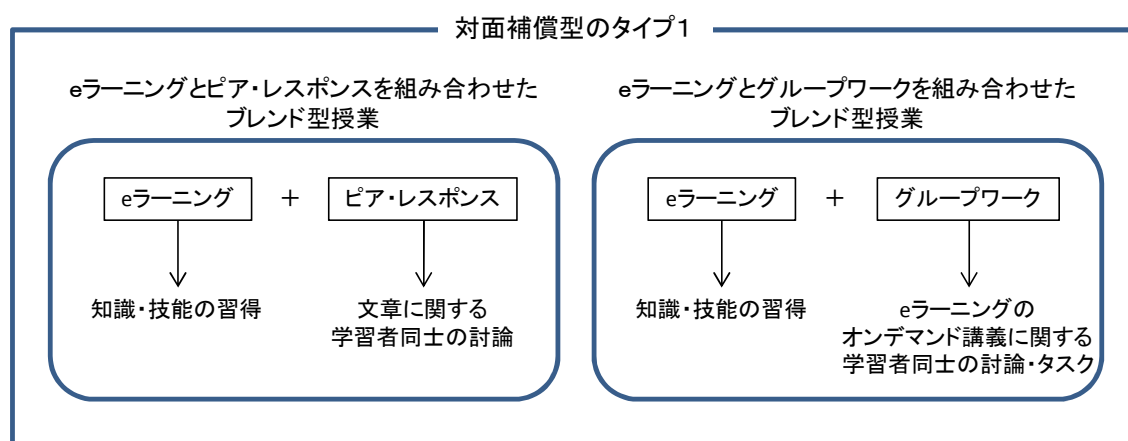 対面補償型のタイプ1
eラーニングとピア・レスポンスを組み合わせた
ブレンド型授業
eラーニング + ピア・レスポンス
知識・技能の習得
文章に関する
学習者同士の討論
eラーニングとグループワークを組み合わせた
ブレンド型授業
eラーニング + グループワーク
知識・技能の習得
eラーニングの
オンデマンド講義に関する
学習者同士の討論・タスク